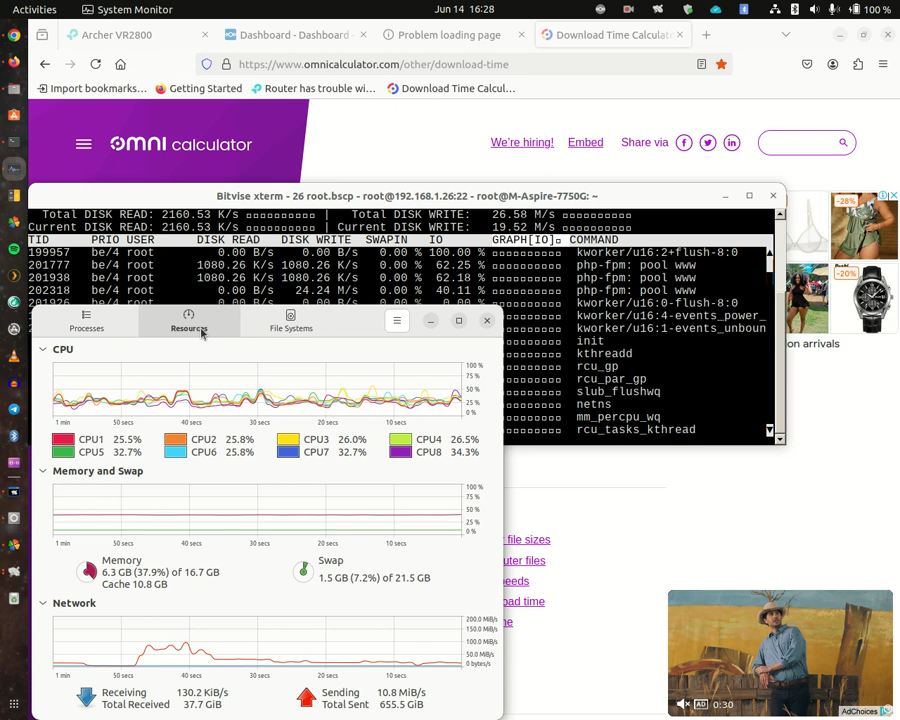 Activities System Monitor Jun 14 16:28 100 %
Archer VR2800 Dashboard - Dashboard - Problem loading page Download Time Calculat
https://www.omnicalculator.com/other/download-time
Import bookmarks... Getting Started Router has trouble wi... Download Time Calcul...
OMNI calculator We're hiring! Embed Share via
Bitvise xterm - 26 root.bscp - root@192.168.1.26:22 - root@M-Aspire-7750G: ~
Total DISK READ: 2160.53 K/s | Total DISK WRITE: 26.58 M/s
Current DISK READ: 2160.53 K/s | Current DISK WRITE: 19.52 M/s
TID PRIO USER DISK READ DISK WRITE SWAPIN IO GRAPH[IO] COMMAND
199957 be/4 root 0.00 B/s 0.00 B/s 0.00 % 100.00 % kworker/u16:2+flush-8:0
201777 be/4 root 1080.26 K/s 1080.26 K/s 0.00 % 62.25 % php-fpm: pool www
201938 be/4 root 1080.26 K/s 1080.26 K/s 0.00 % 62.18 % php-fpm: pool www
202318 be/4 root 0.00 B/s 24.24 M/s 0.00 % 40.11 % php-fpm: pool www
201926 be/4 root 0.00 B/s 0.00 B/s 0.00 % kworker/u16:0-flush-8:0
kworker/u16:4-events_power_
kworker/u16:1-events_unboun
init
kthreadd
rcu_gp
rcu_par_gp
slub_flushwq
netns
mm_percpu_wq
rcu_tasks_kthread
-28%
-20%
on arrivals
Processes Resources File Systems
CPU
100 %
75 %
50 %
25 %
0 %
1 min 50 secs 40 secs 30 secs 20 secs 10 secs
CPU1 25.5% CPU2 25.8% CPU3 26.0% CPU4 26.5%
CPU5 32.7% CPU6 25.8% CPU7 32.7% CPU8 34.3%
Memory and Swap
100 %
75 %
50 %
25 %
0 %
1 min 50 secs 40 secs 30 secs 20 secs 10 secs
Memory
6.3 GB (37.9%) of 16.7 GB
Cache 10.8 GB
Swap
1.5 GB (7.2%) of 21.5 GB
Network
200.0 MiB/s
150.0 MiB/s
100.0 MiB/s
50.0 MiB/s
0 bytes/s
1 min 50 secs 40 secs 30 secs 20 secs 10 secs
Receiving 130.2 KiB/s
Total Received 37.7 GiB
Sending 10.8 MiB/s
Total Sent 655.5 GiB
file sizes
uter files
eeds
oad time
ne
AD 0:30
AdChoices